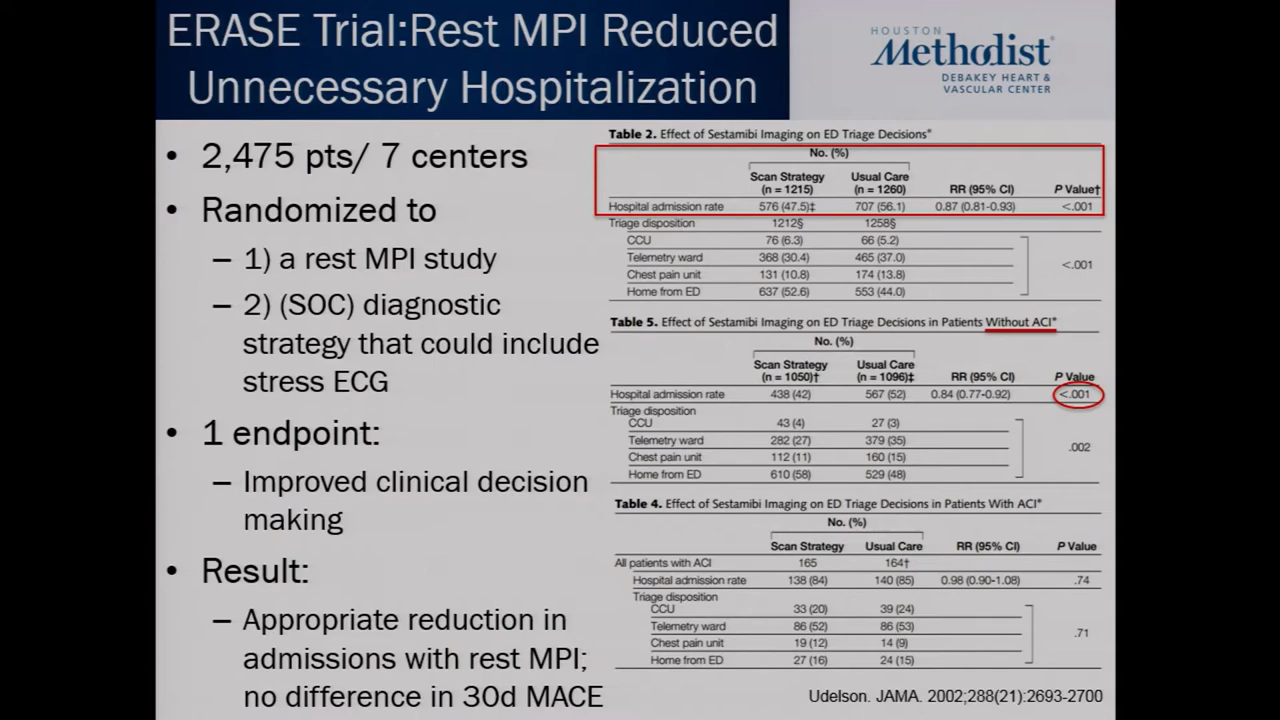 ERASE Trial:Rest MPI Reduced
Unnecessary Hospitalization
HOUSTON
Methodist®
DEBAKEY HEART &
VASCULAR CENTER
• 2,475 pts/ 7 centers
• Randomized to
– 1) a rest MPI study
– 2) (SOC) diagnostic
strategy that could include
stress ECG
• 1 endpoint:
– Improved clinical decision
making
• Result:
– Appropriate reduction in
admissions with rest MPI;
no difference in 30d MACE
Table 2. Effect of Sestamibi Imaging on ED Triage Decisions*
No. (%)
Scan Strategy Usual Care
(n = 1215) (n = 1260) RR (95% CI) P Value†
Hospital admission rate 576 (47.5)‡ 707 (56.1) 0.87 (0.81-0.93) <.001
Triage disposition 1212§ 1258§
CCU 76 (6.3) 66 (5.2)
Telemetry ward 368 (30.4) 465 (37.0)
<.001
Chest pain unit 131 (10.8) 174 (13.8)
Home from ED 637 (52.6) 553 (44.0)
Table 5. Effect of Sestamibi Imaging on ED Triage Decisions in Patients Without ACI*
No. (%)
Scan Strategy Usual Care
(n = 1050)† (n = 1096)‡ RR (95% CI) P Value
Hospital admission rate 438 (42) 567 (52) 0.84 (0.77-0.92) <.001
Triage disposition
CCU 43 (4) 27 (3)
Telemetry ward 282 (27) 379 (35)
.002
Chest pain unit 112 (11) 160 (15)
Home from ED 610 (58) 529 (48)
Table 4. Effect of Sestamibi Imaging on ED Triage Decisions in Patients With ACI*
No. (%)
Scan Strategy Usual Care RR (95% CI) P Value
All patients with ACI 165 164†
Hospital admission rate 138 (84) 140 (85) 0.98 (0.90-1.08) .74
Triage disposition
CCU 33 (20) 39 (24)
Telemetry ward 86 (52) 86 (53)
.71
Chest pain unit 19 (12) 14 (9)
Home from ED 27 (16) 24 (15)
Udelson. JAMA. 2002;288(21):2693-2700